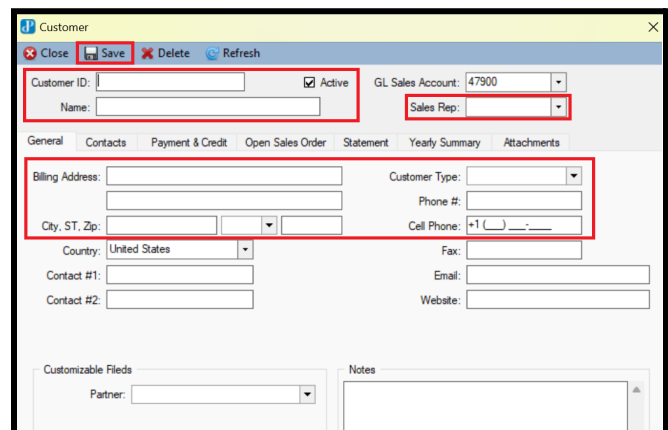 Customer
Close Save Delete Refresh
Customer ID: Active GL Sales Account: 47900
Name: Sales Rep:
General Contacts Payment & Credit Open Sales Order Statement Yearly Summary Attachments
Billing Address: Customer Type:
Phone #:
City, ST, Zip: Cell Phone: +1 (___) ___-____
Country: United States Fax:
Contact #1: Email:
Contact #2: Website:
Customizable Fileds Notes
Partner: